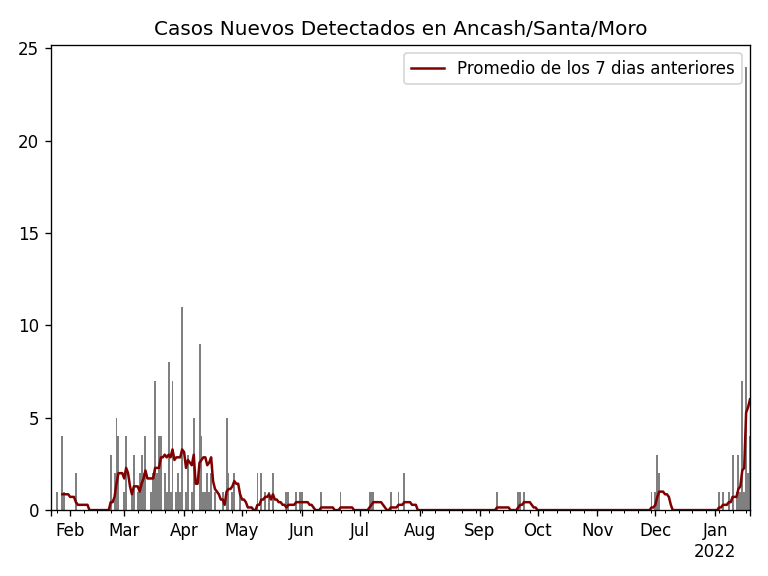 Casos Nuevos Detectados en Ancash/Santa/Moro
Promedio de los 7 dias anteriores
25
20
15
10
5
0
Feb Mar Apr May Jun Jul Aug Sep Oct Nov Dec Jan
2022